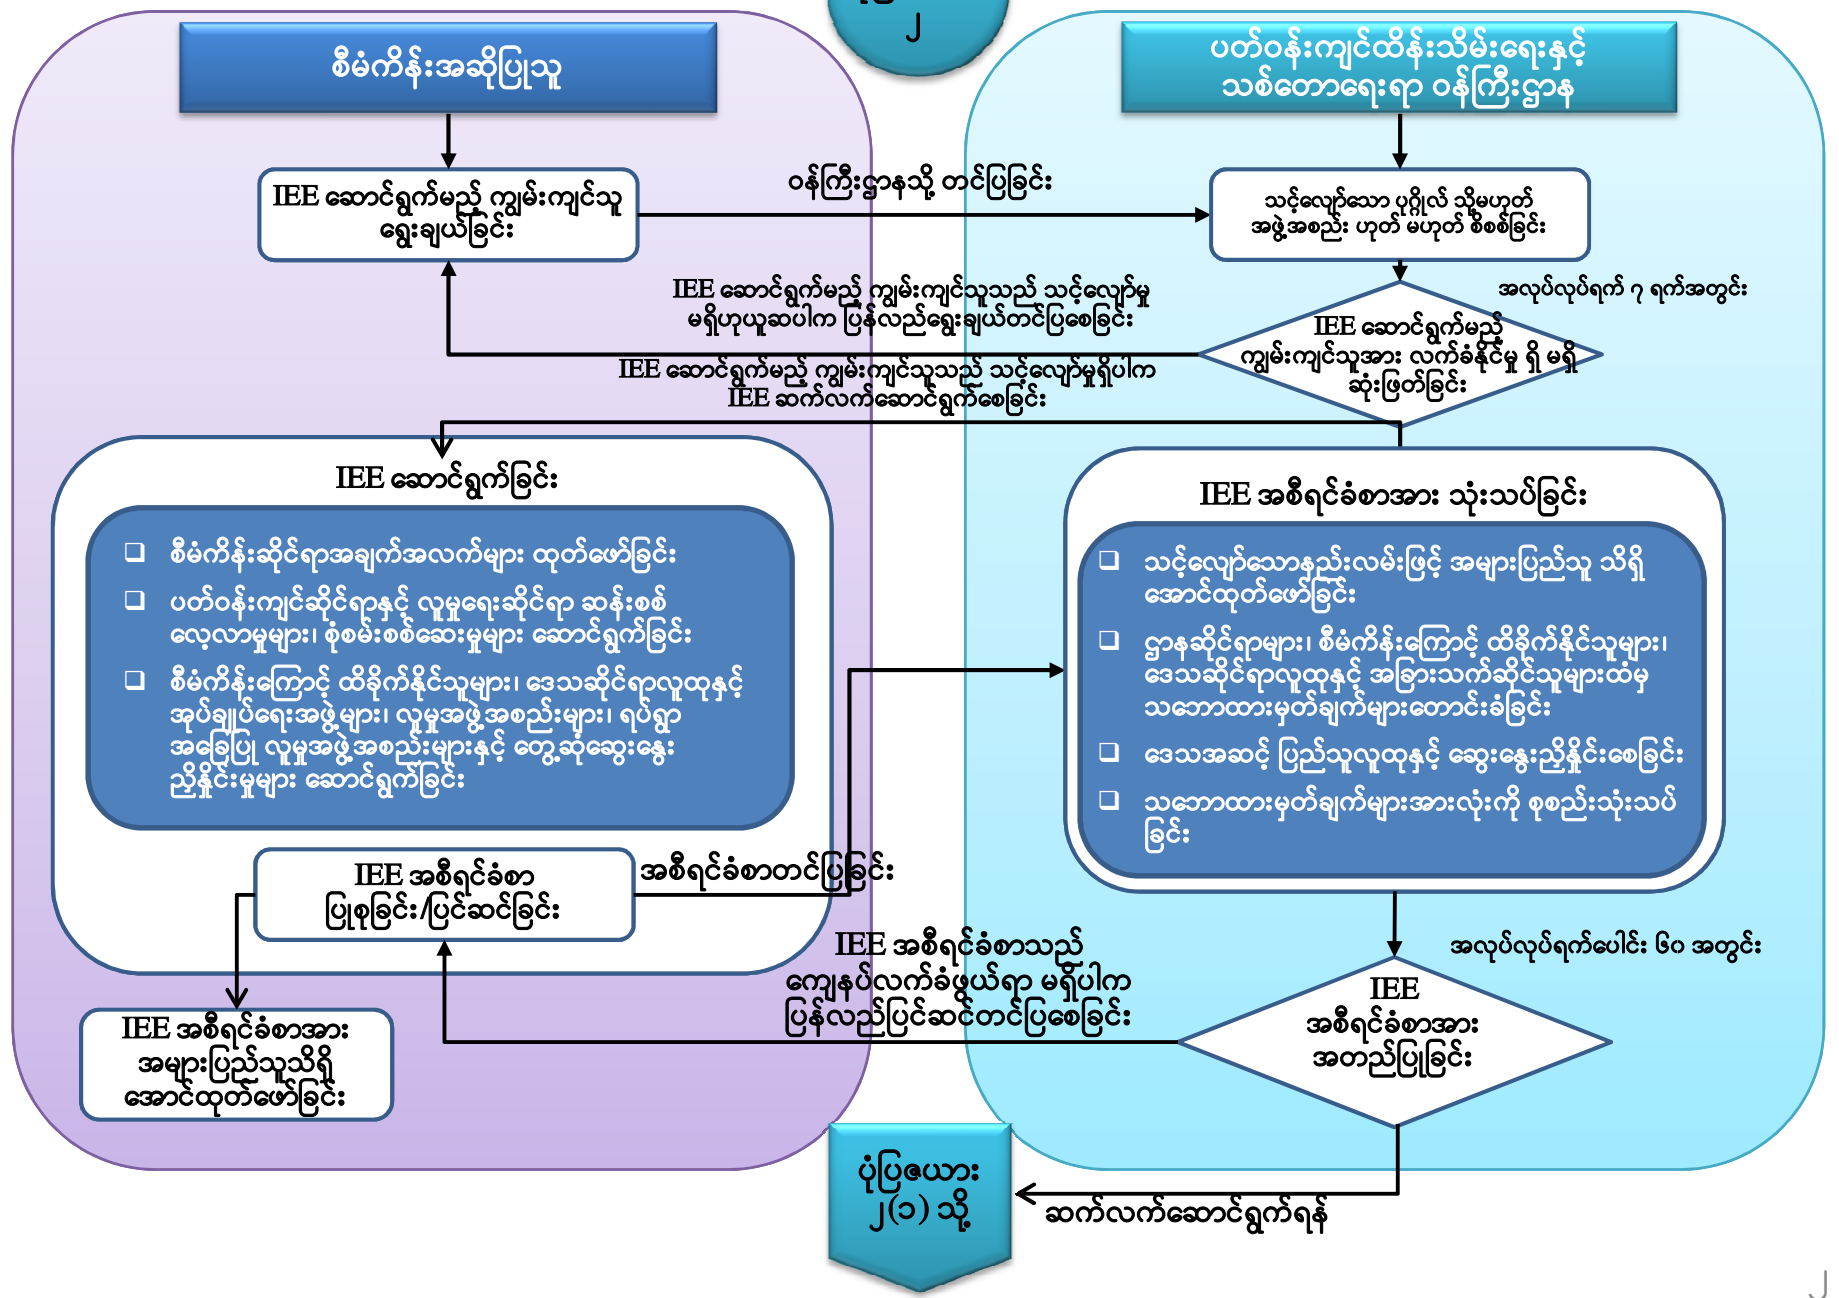 ၂
စီမံကိန်းအဆိုပြုသူ
ပတ်ဝန်းကျင်ထိန်းသိမ်းရေးနှင့်
သစ်တောရေးရာ ဝန်ကြီးဌာန
IEE ဆောင်ရွက်မည့် ကျွမ်းကျင်သူ
ရွေးချယ်ခြင်း
ဝန်ကြီးဌာနသို့ တင်ပြခြင်း
သင့်လျော်သော ပုဂ္ဂိုလ် သို့မဟုတ်
အဖွဲ့အစည်း ဟုတ် မဟုတ် စိစစ်ခြင်း
IEE ဆောင်ရွက်မည့် ကျွမ်းကျင်သူသည် သင့်လျော်မှု
မရှိဟုယူဆပါက ပြန်လည်ရွေးချယ်တင်ပြစေခြင်း
အလုပ်လုပ်ရက် ၇ ရက်အတွင်း
IEE ဆောင်ရွက်မည့်
ကျွမ်းကျင်သူအား လက်ခံနိုင်မှု ရှိ မရှိ
ဆုံးဖြတ်ခြင်း
IEE ဆောင်ရွက်မည့် ကျွမ်းကျင်သူသည် သင့်လျော်မှုရှိပါက
IEE ဆက်လက်ဆောင်ရွက်စေခြင်း
IEE ဆောင်ရွက်ခြင်း
စီမံကိန်းဆိုင်ရာအချက်အလက်များ ထုတ်ဖော်ခြင်း
ပတ်ဝန်းကျင်ဆိုင်ရာနှင့် လူမှုရေးဆိုင်ရာ ဆန်းစစ်
လေ့လာမှုများ၊ စုံစမ်းစစ်ဆေးမှုများ ဆောင်ရွက်ခြင်း
စီမံကိန်းကြောင့် ထိခိုက်နိုင်သူများ၊ ဒေသဆိုင်ရာလူထုနှင့်
အုပ်ချုပ်ရေးအဖွဲ့များ၊ လူမှုအဖွဲ့အစည်းများ၊ ရပ်ရွာ
အခြေပြု လူမှုအဖွဲ့အစည်းများနှင့် တွေ့ဆုံဆွေးနွေး
ညှိနှိုင်းမှုများ ဆောင်ရွက်ခြင်း
IEE အစီရင်ခံစာအား သုံးသပ်ခြင်း
သင့်လျော်သောနည်းလမ်းဖြင့် အများပြည်သူ သိရှိ
အောင်ထုတ်ဖော်ခြင်း
ဌာနဆိုင်ရာများ၊ စီမံကိန်းကြောင့် ထိခိုက်နိုင်သူများ၊
ဒေသဆိုင်ရာလူထုနှင့် အခြားသက်ဆိုင်သူများထံမှ
သဘောထားမှတ်ချက်များတောင်းခံခြင်း
ဒေသအဆင့် ပြည်သူလူထုနှင့် ဆွေးနွေးညှိနှိုင်းစေခြင်း
သဘောထားမှတ်ချက်များအားလုံးကို စုစည်းသုံးသပ်
ခြင်း
IEE အစီရင်ခံစာ
ပြုစုခြင်း/ပြင်ဆင်ခြင်း
အစီရင်ခံစာတင်ပြခြင်း
IEE အစီရင်ခံစာသည်
ကျေနပ်လက်ခံဖွယ်ရာ မရှိပါက
ပြန်လည်ပြင်ဆင်တင်ပြစေခြင်း
အလုပ်လုပ်ရက်ပေါင်း ၆၀ အတွင်း
IEE
အစီရင်ခံစာအား
အတည်ပြုခြင်း
IEE အစီရင်ခံစာအား
အများပြည်သူသိရှိ
အောင်ထုတ်ဖော်ခြင်း
ပုံပြဇယား
၂(၁) သို့
ဆက်လက်ဆောင်ရွက်ရန်
၂